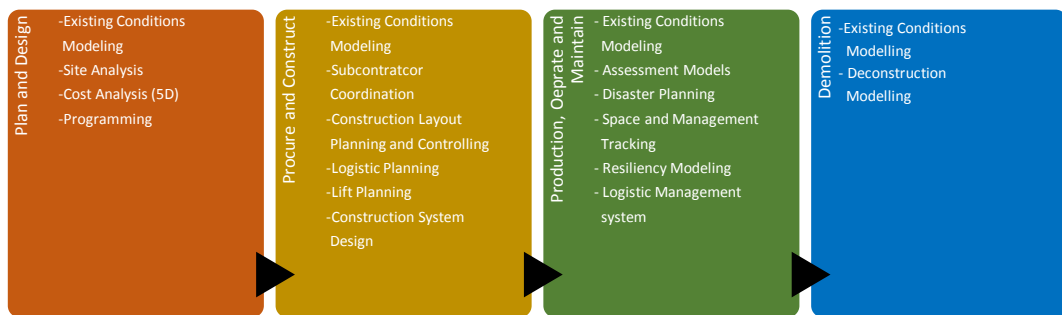 Plan and Design
-Existing Conditions
Modeling
-Site Analysis
-Cost Analysis (5D)
-Programming
Procure and Construct
-Existing Conditions
Modeling
-Subcontratcor
Coordination
-Construction Layout
Planning and Controlling
-Logistic Planning
-Lift Planning
-Construction System
Design
Production, Oeprate and
Maintain
- Existing Conditions
Modeling
- Assessment Models
- Disaster Planning
- Space and Management
Tracking
- Resiliency Modeling
- Logistic Management
system
Demolition
-Existing Conditions
Modelling
- Deconstruction
Modelling